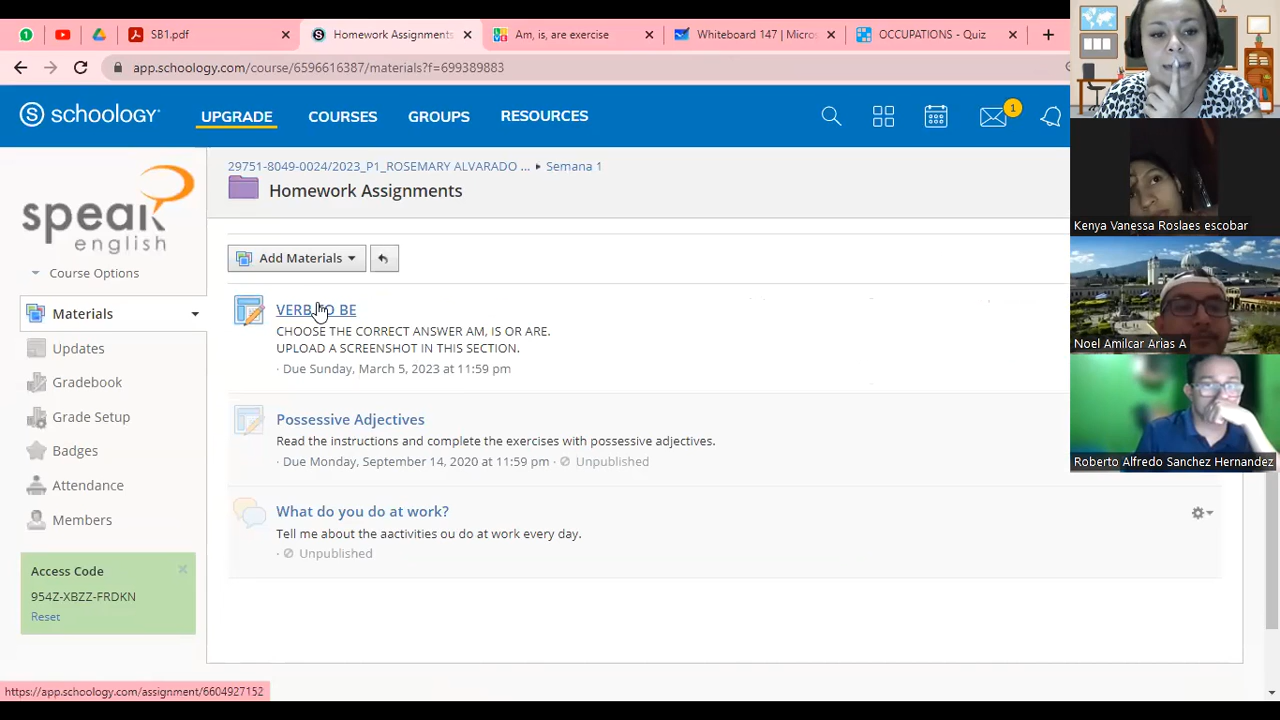 SB1.pdf
Homework Assignments
Am, is, are exercise
Whiteboard 147 | Micros
OCCUPATIONS - Quiz
app.schoology.com/course/6596616387/materials?f=699389883
S schoology
UPGRADE
COURSES
GROUPS
RESOURCES
1
29751-8049-0024/2023_P1_ROSEMARY ALVARADO ... Semana 1
Homework Assignments
speak
english
Course Options
Materials
Updates
Gradebook
Grade Setup
Badges
Attendance
Members
Access Code
954Z-XBZZ-FRDKN
Reset
Add Materials
VERB TO BE
CHOOSE THE CORRECT ANSWER AM, IS OR ARE.
UPLOAD A SCREENSHOT IN THIS SECTION.
· Due Sunday, March 5, 2023 at 11:59 pm
Possessive Adjectives
Read the instructions and complete the exercises with possessive adjectives.
· Due Monday, September 14, 2020 at 11:59 pm · Unpublished
What do you do at work?
Tell me about the aactivities ou do at work every day.
· Unpublished
Kenya Vanessa Roslaes escobar
Noel Amilcar Arias A
Roberto Alfredo Sanchez Hernandez
https://app.schoology.com/assignment/6604927152